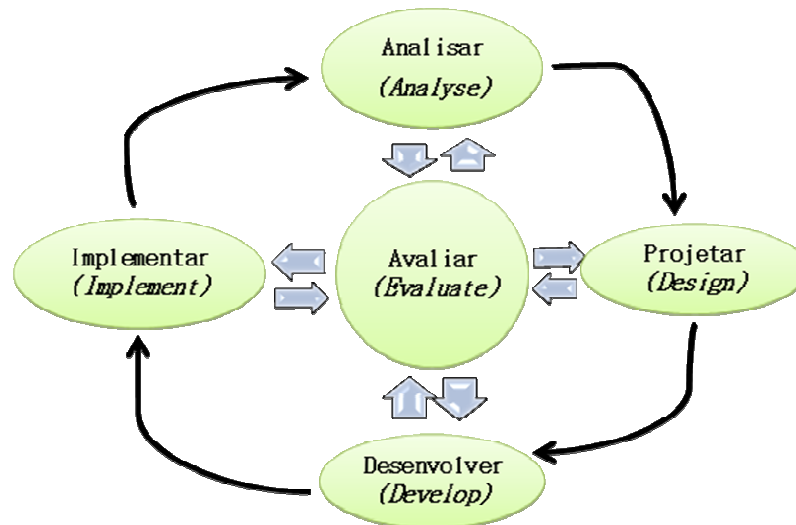 Analisar
(Analyse)
Implementar
(Implement)
Avaliar
(Evaluate)
Projetar
(Design)
Desenvolver
(Develop)